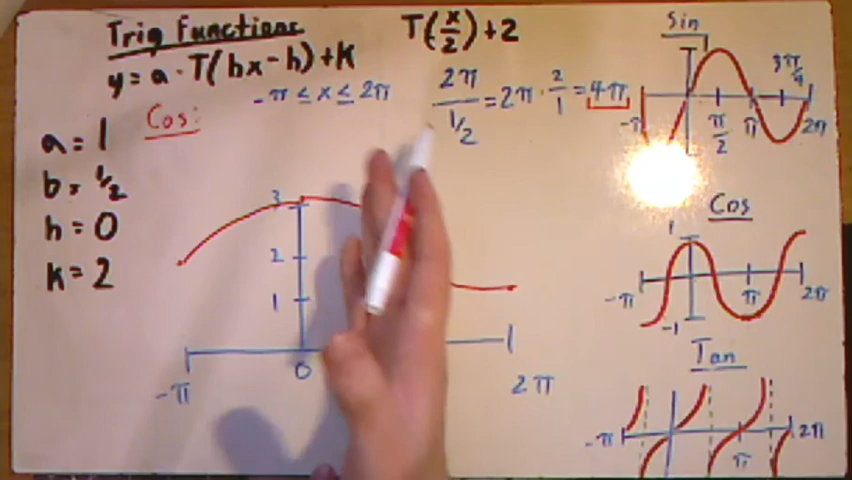 Trig Functions
y = a · T(bx - h) + k
T(x/2) + 2
-π ≤ x ≤ 2π
2π / 1/2 = 2π · 2/1 = 4π
a = 1
b = 1/2
h = 0
k = 2
Cos:
3
2
1
-π
0
2π
Sin
1
3π/4
-π
π/2
π
2π
Cos
1
-π
π
2π
-1
Tan
-π
π
2π